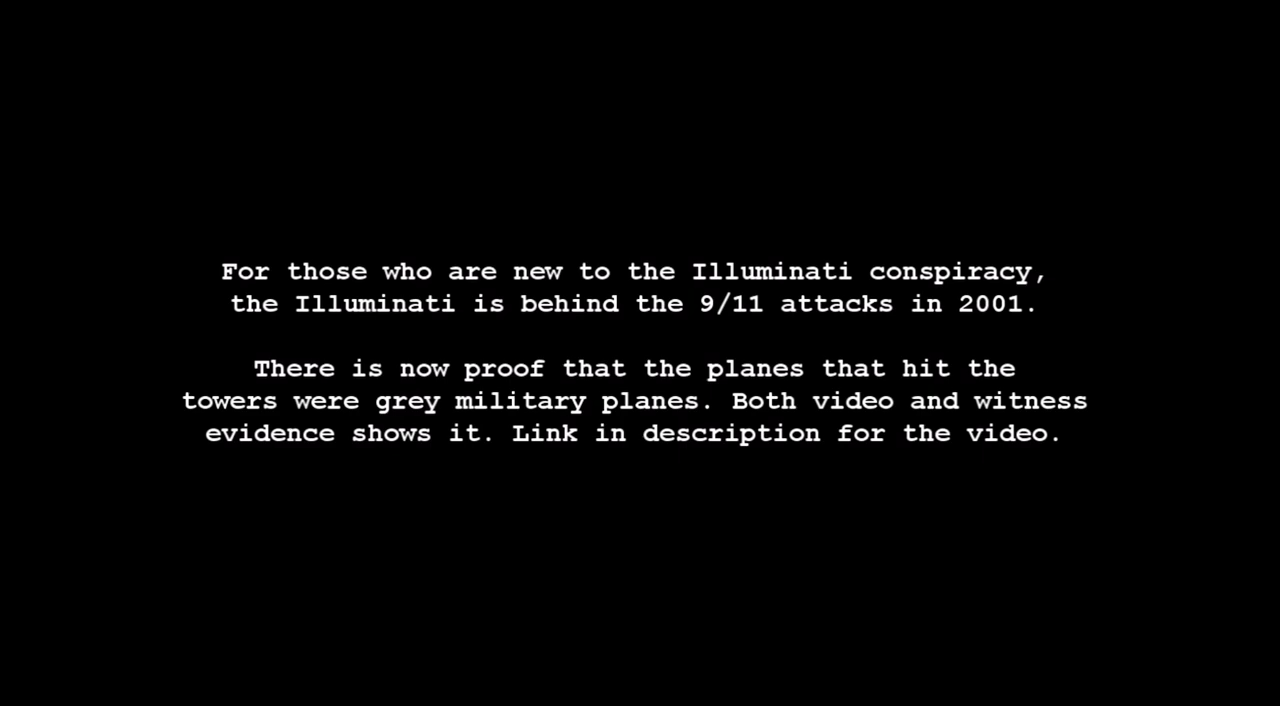 For those who are new to the Illuminati conspiracy,
the Illuminati is behind the 9/11 attacks in 2001.
There is now proof that the planes that hit the
towers were grey military planes. Both video and witness
evidence shows it. Link in description for the video.